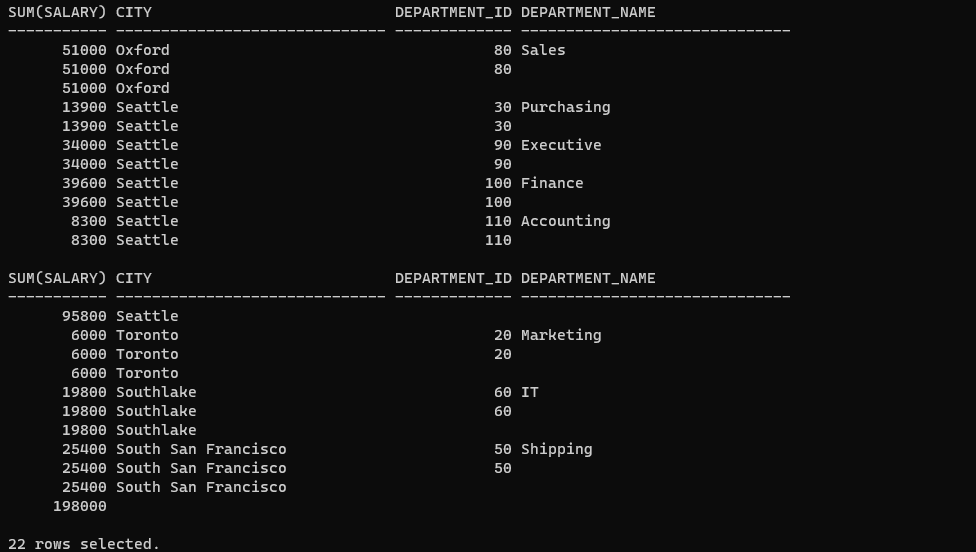 SUM(SALARY) CITY                           DEPARTMENT_ID DEPARTMENT_NAME
----------- ------------------------------ ------------- ------------------------------
      51000 Oxford                                    80 Sales
      51000 Oxford                                    80
      51000 Oxford
      13900 Seattle                                   30 Purchasing
      13900 Seattle                                   30
      34000 Seattle                                   90 Executive
      34000 Seattle                                   90
      39600 Seattle                                  100 Finance
      39600 Seattle                                  100
       8300 Seattle                                  110 Accounting
       8300 Seattle                                  110

SUM(SALARY) CITY                           DEPARTMENT_ID DEPARTMENT_NAME
----------- ------------------------------ ------------- ------------------------------
      95800 Seattle
       6000 Toronto                                   20 Marketing
       6000 Toronto                                   20
       6000 Toronto
      19800 Southlake                                 60 IT
      19800 Southlake                                 60
      19800 Southlake
      25400 South San Francisco                       50 Shipping
      25400 South San Francisco                       50
      25400 South San Francisco
     198000

22 rows selected.